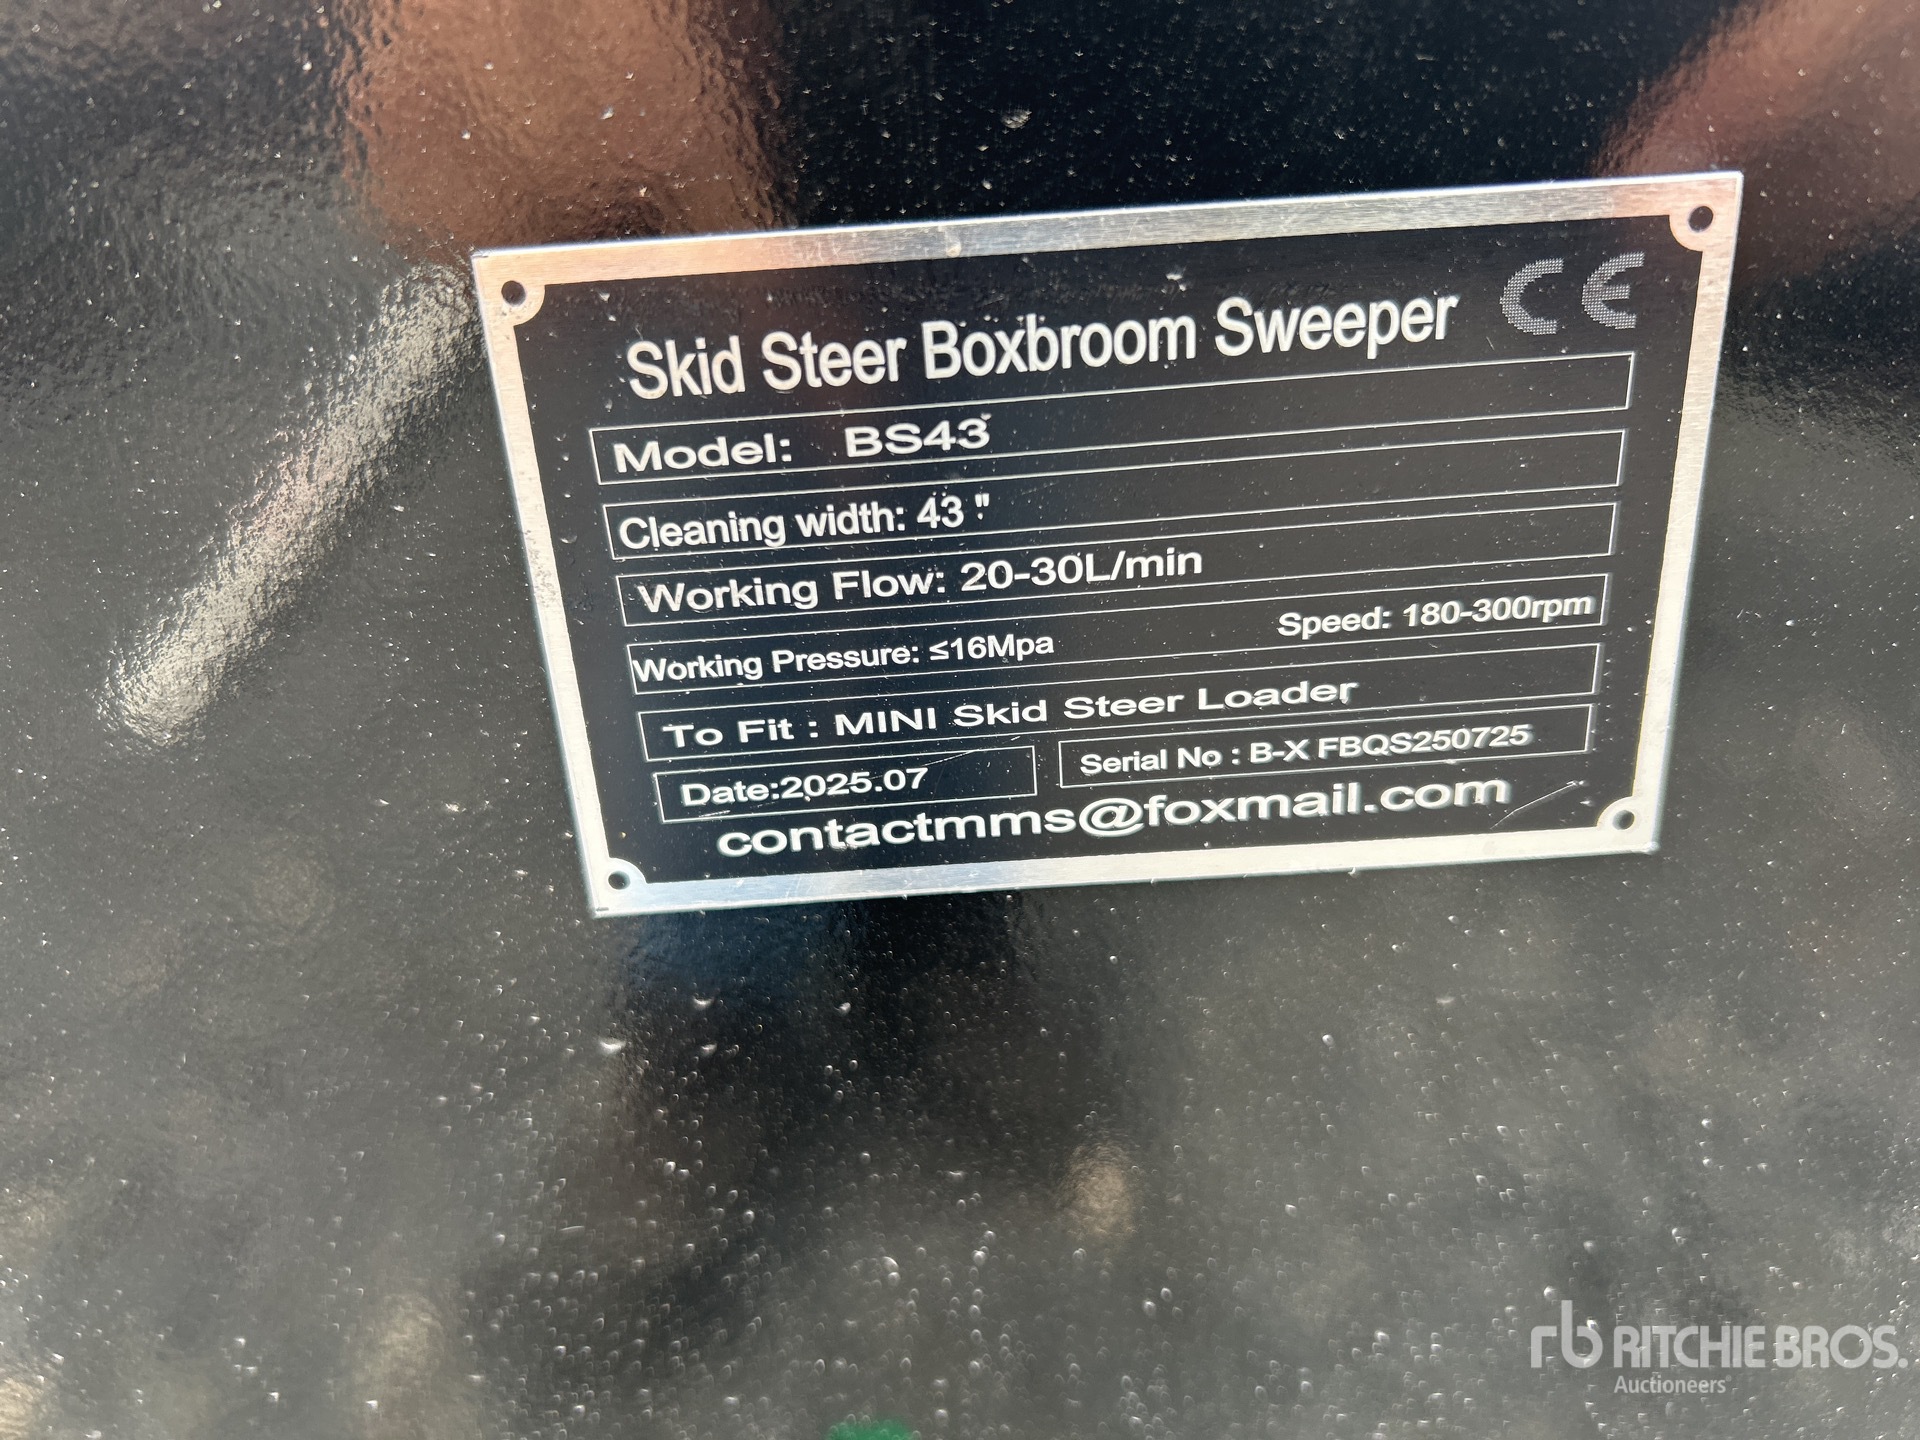 Skid Steer Boxbroom Sweeper CE
Model: BS43
Cleaning width: 43 "
Working Flow: 20-30L/min
Working Pressure: ≤16Mpa Speed: 180-300rpm
To Fit : MINI Skid Steer Loader
Date:2025.07 Serial No : B-X FBQS250725
contactmms@foxmail.com
rb RITCHIE BROS.
Auctioneers